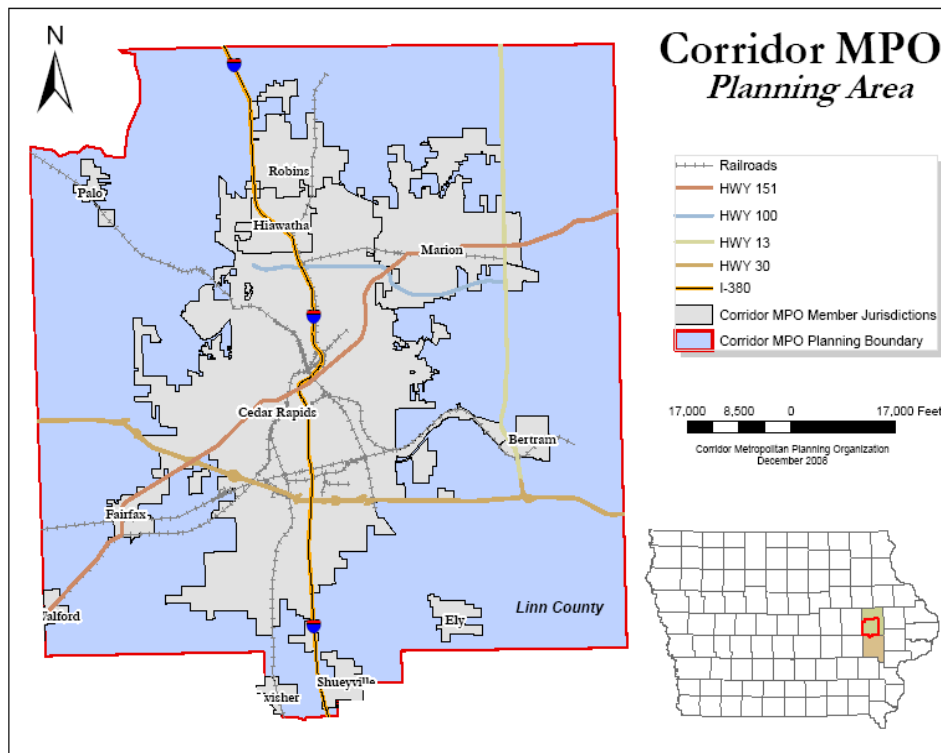 N
Corridor MPO
Planning Area
Railroads
HWY 151
HWY 100
HWY 13
HWY 30
I-380
Corridor MPO Member Jurisdictions
Corridor MPO Planning Boundary
17,000 8,500 0 17,000 Feet
Corridor Metropolitan Planning Organization
December 2006
Robins
Palo
Hiawatha
Marion
Cedar Rapids
Bertram
Fairfax
Linn County
Walford
Ely
Shueyville